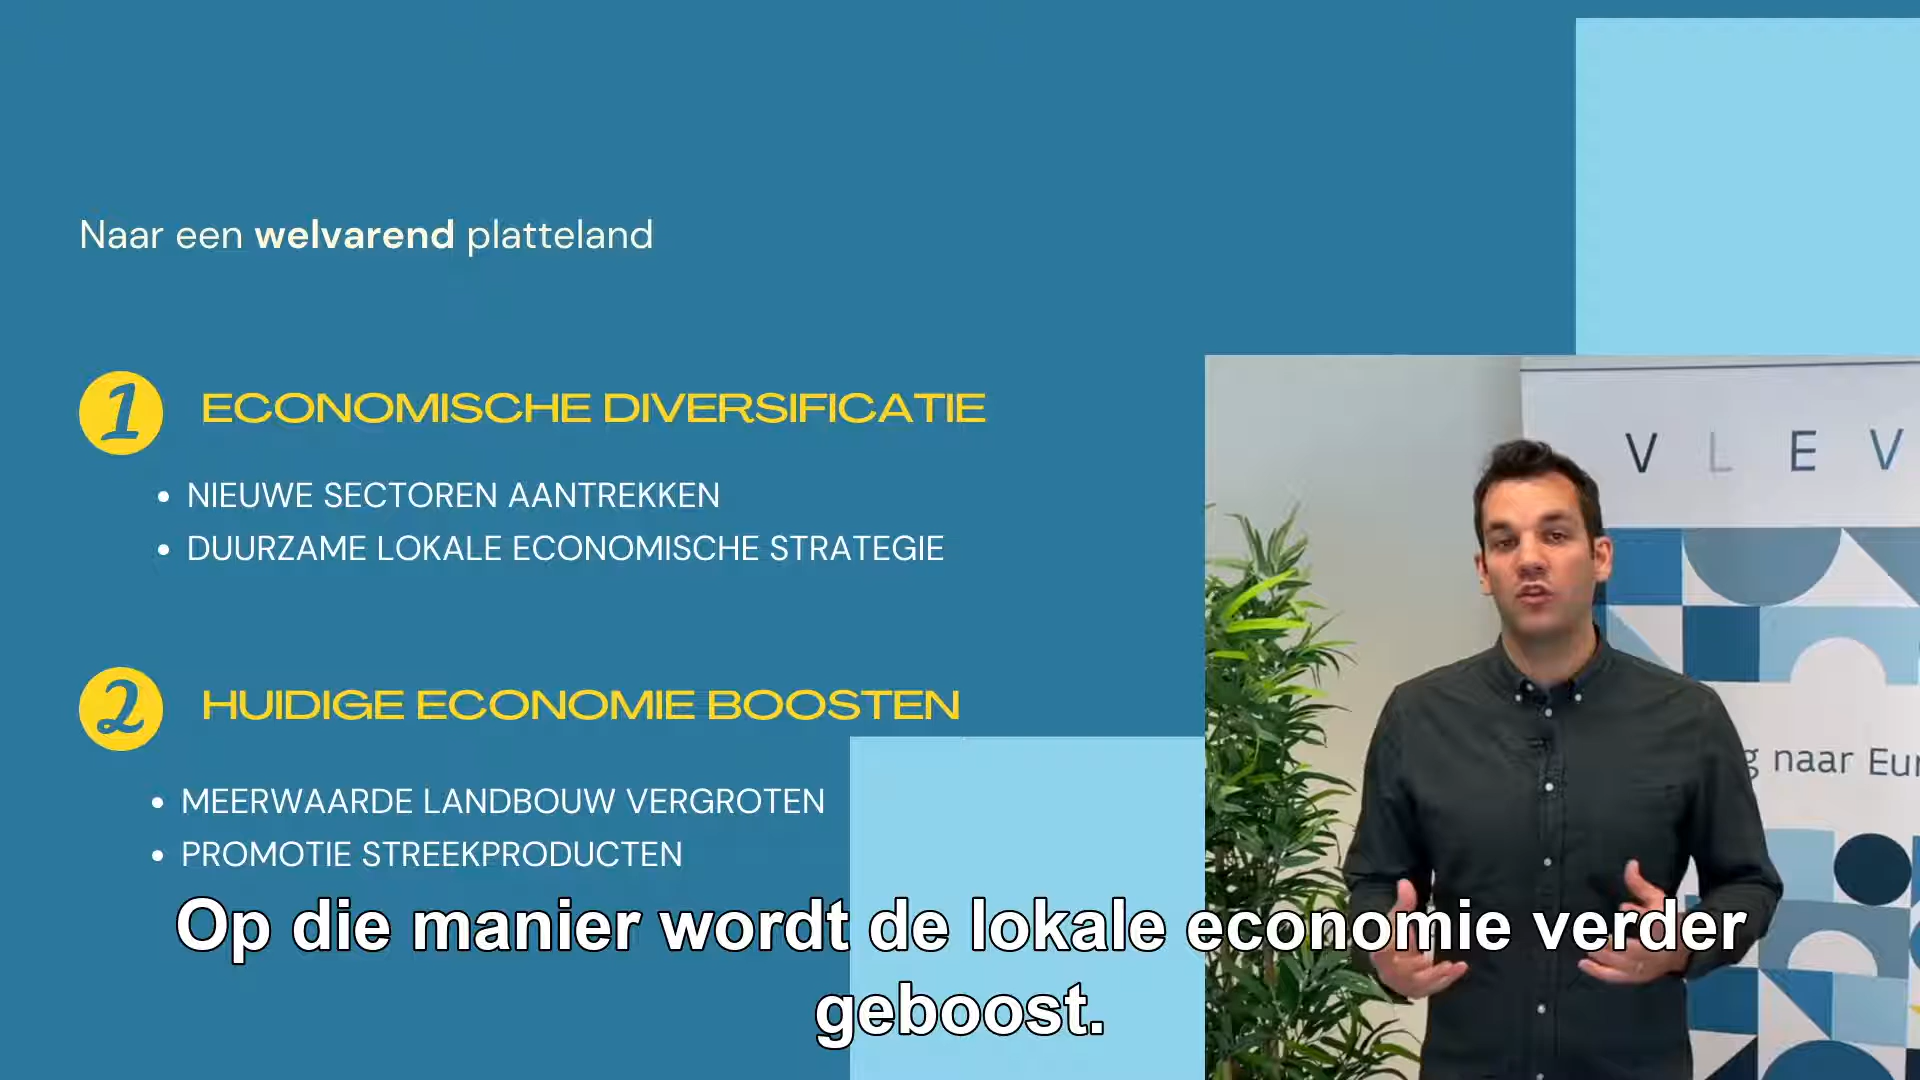 Naar een welvarend platteland
1 ECONOMISCHE DIVERSIFICATIE
• NIEUWE SECTOREN AANTREKKEN
• DUURZAME LOKALE ECONOMISCHE STRATEGIE
2 HUIDIGE ECONOMIE BOOSTEN
• MEERWAARDE LANDBOUW VERGROTEN
• PROMOTIE STREEKPRODUCTEN
V L E V
g naar Eur
Op die manier wordt de lokale economie verder
geboost.